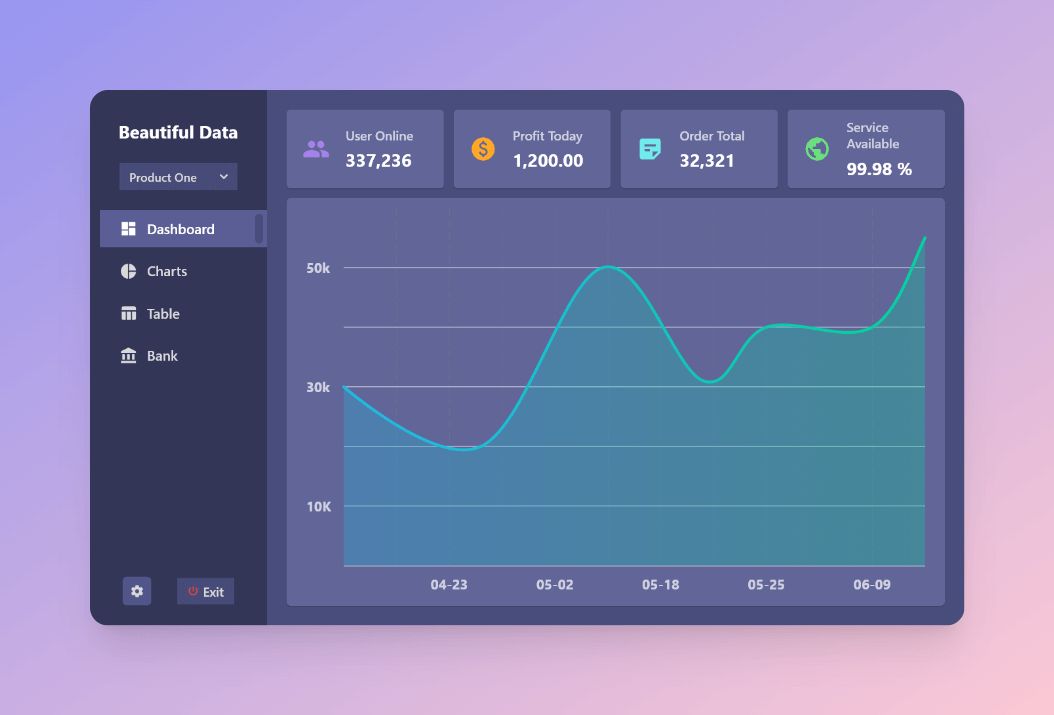 Beautiful Data
Product One
Dashboard
Charts
Table
Bank
Exit
User Online
337,236
Profit Today
1,200.00
Order Total
32,321
Service
Available
99.98 %
50k
30k
10K
04-23
05-02
05-18
05-25
06-09